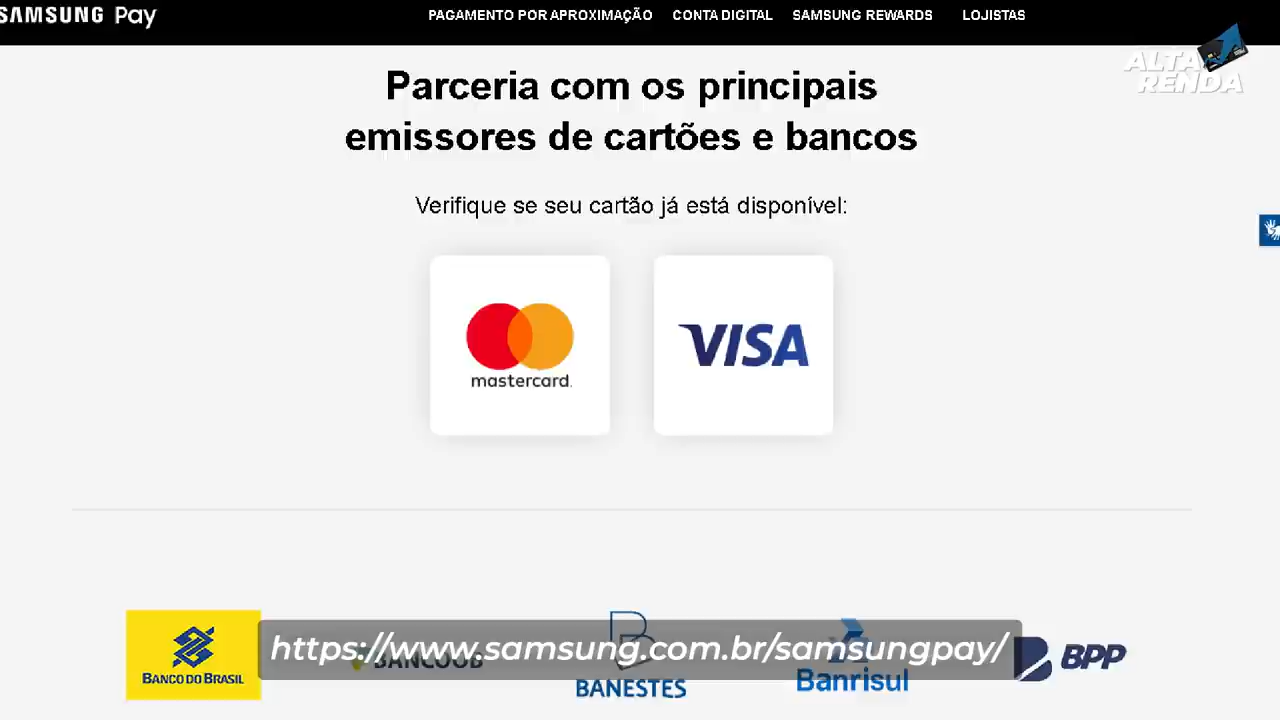 SAMSUNG Pay
PAGAMENTO POR APROXIMAÇÃO CONTA DIGITAL SAMSUNG REWARDS LOJISTAS
ALTA
RENDA
Parceria com os principais
emissores de cartões e bancos
Verifique se seu cartão já está disponível:
mastercard.
VISA
https://www.samsung.com.br/samsungpay/
BANCO DO BRASIL
BANCOOB
BANESTES
Banrisul
BPP